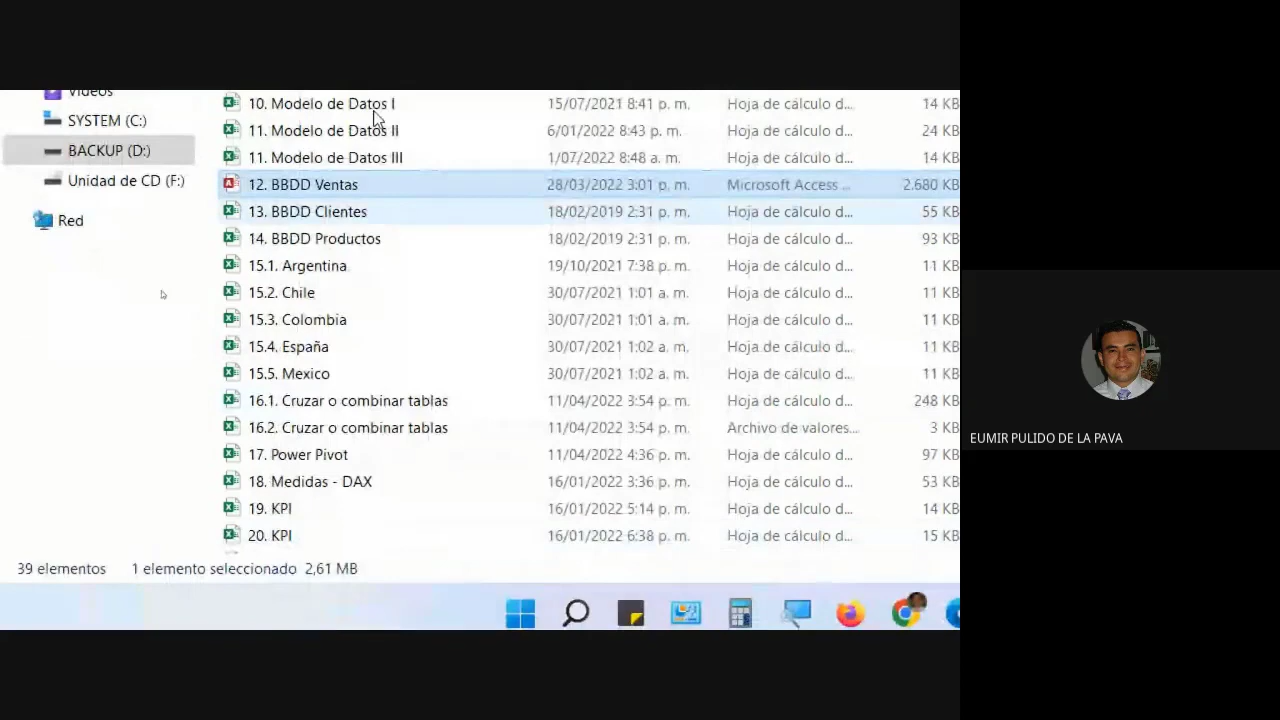 Videos
SYSTEM (C:)
BACKUP (D:)
Unidad de CD (F:)
Red
10. Modelo de Datos I 15/07/2021 8:41 p. m. Hoja de cálculo d... 14 KB
11. Modelo de Datos II 6/01/2022 8:43 p. m. Hoja de cálculo d... 24 KB
11. Modelo de Datos III 1/07/2022 8:48 a. m. Hoja de cálculo d... 14 KB
12. BBDD Ventas 28/03/2022 3:01 p. m. Microsoft Access ... 2.680 KB
13. BBDD Clientes 18/02/2019 2:31 p. m. Hoja de cálculo d... 55 KB
14. BBDD Productos 18/02/2019 2:31 p. m. Hoja de cálculo d... 93 KB
15.1. Argentina 19/10/2021 7:38 p. m. Hoja de cálculo d... 11 KB
15.2. Chile 30/07/2021 1:01 a. m. Hoja de cálculo d... 11 KB
15.3. Colombia 30/07/2021 1:01 a. m. Hoja de cálculo d... 11 KB
15.4. España 30/07/2021 1:02 a. m. Hoja de cálculo d... 11 KB
15.5. Mexico 30/07/2021 1:02 a. m. Hoja de cálculo d... 11 KB
16.1. Cruzar o combinar tablas 11/04/2022 3:54 p. m. Hoja de cálculo d... 248 KB
16.2. Cruzar o combinar tablas 11/04/2022 3:54 p. m. Archivo de valores... 3 KB
17. Power Pivot 11/04/2022 4:36 p. m. Hoja de cálculo d... 97 KB
18. Medidas - DAX 16/01/2022 3:36 p. m. Hoja de cálculo d... 53 KB
19. KPI 16/01/2022 5:14 p. m. Hoja de cálculo d... 14 KB
20. KPI 16/01/2022 6:38 p. m. Hoja de cálculo d... 15 KB
39 elementos 1 elemento seleccionado 2,61 MB
EUMIR PULIDO DE LA PAVA